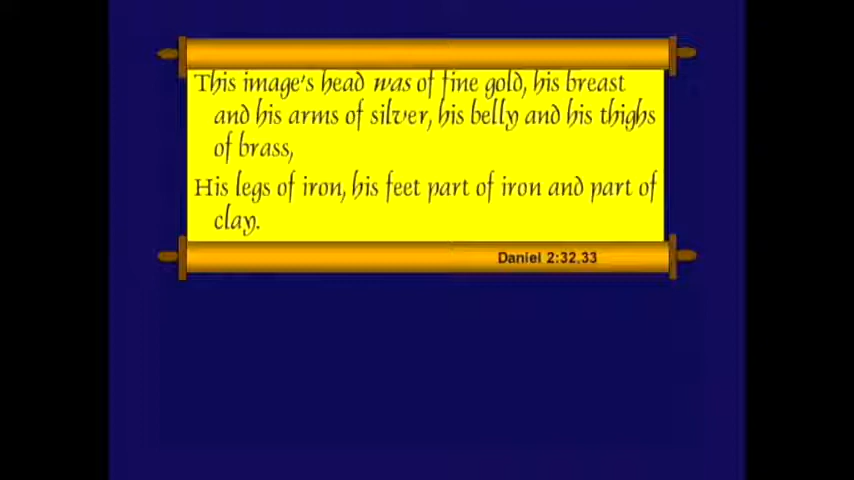 This image's head was of fine gold, his breast
and his arms of silver, his belly and his thighs
of brass,
His legs of iron, his feet part of iron and part of
clay.
Daniel 2:32,33